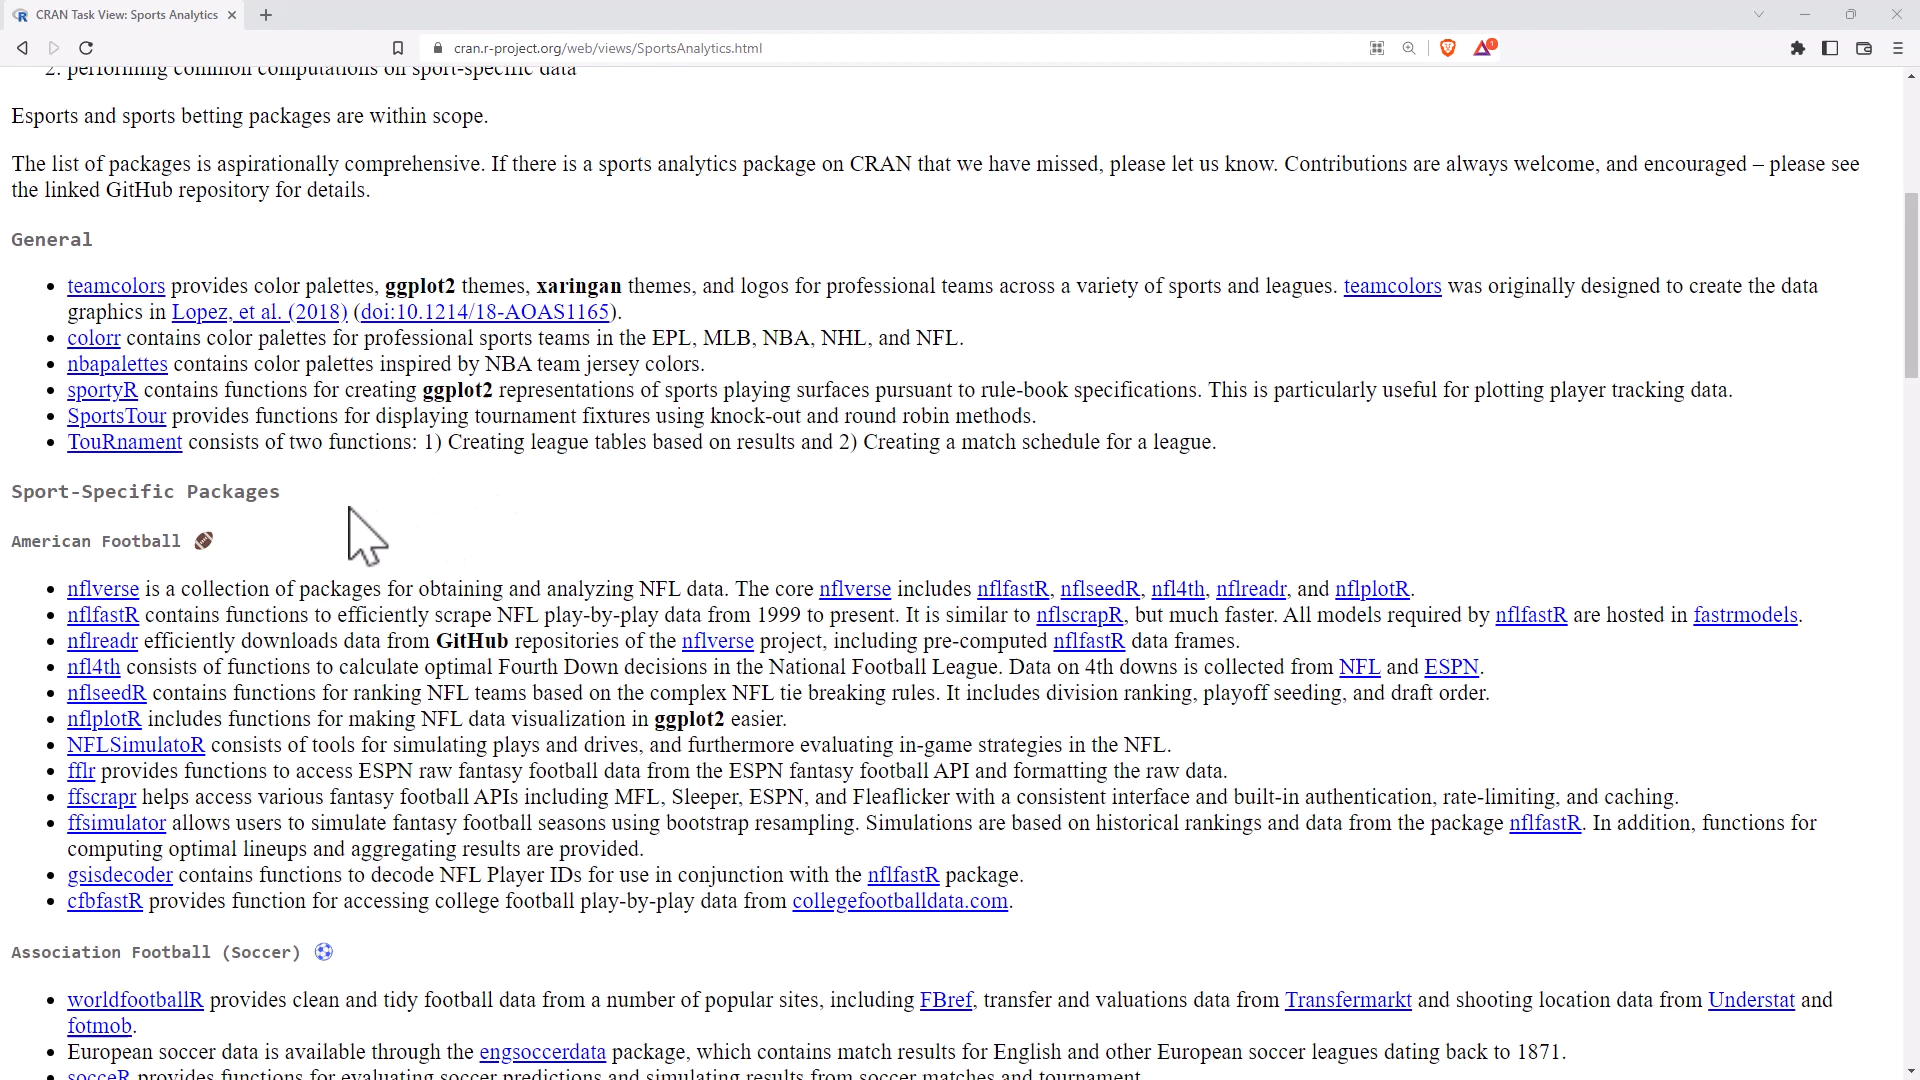 CRAN Task View: Sports Analytics
cran.r-project.org/web/views/SportsAnalytics.html
1
2. performing common computations on sport-specific data
Esports and sports betting packages are within scope.
The list of packages is aspirationally comprehensive. If there is a sports analytics package on CRAN that we have missed, please let us know. Contributions are always welcome, and encouraged – please see
the linked GitHub repository for details.
General
• teamcolors provides color palettes, ggplot2 themes, xaringan themes, and logos for professional teams across a variety of sports and leagues. teamcolors was originally designed to create the data
graphics in Lopez, et al. (2018) (doi:10.1214/18-AOAS1165).
• colorr contains color palettes for professional sports teams in the EPL, MLB, NBA, NHL, and NFL.
• nbapalettes contains color palettes inspired by NBA team jersey colors.
• sportyR contains functions for creating ggplot2 representations of sports playing surfaces pursuant to rule-book specifications. This is particularly useful for plotting player tracking data.
• SportsTour provides functions for displaying tournament fixtures using knock-out and round robin methods.
• TouRnament consists of two functions: 1) Creating league tables based on results and 2) Creating a match schedule for a league.
Sport-Specific Packages
American Football 🏈
• nflverse is a collection of packages for obtaining and analyzing NFL data. The core nflverse includes nflfastR, nflseedR, nfl4th, nflreadr, and nflplotR.
• nflfastR contains functions to efficiently scrape NFL play-by-play data from 1999 to present. It is similar to nflscrapR, but much faster. All models required by nflfastR are hosted in fastrmodels.
• nflreadr efficiently downloads data from GitHub repositories of the nflverse project, including pre-computed nflfastR data frames.
• nfl4th consists of functions to calculate optimal Fourth Down decisions in the National Football League. Data on 4th downs is collected from NFL and ESPN.
• nflseedR contains functions for ranking NFL teams based on the complex NFL tie breaking rules. It includes division ranking, playoff seeding, and draft order.
• nflplotR includes functions for making NFL data visualization in ggplot2 easier.
• NFLSimulatoR consists of tools for simulating plays and drives, and furthermore evaluating in-game strategies in the NFL.
• fflr provides functions to access ESPN raw fantasy football data from the ESPN fantasy football API and formatting the raw data.
• ffscrapr helps access various fantasy football APIs including MFL, Sleeper, ESPN, and Fleaflicker with a consistent interface and built-in authentication, rate-limiting, and caching.
• ffsimulator allows users to simulate fantasy football seasons using bootstrap resampling. Simulations are based on historical rankings and data from the package nflfastR. In addition, functions for
computing optimal lineups and aggregating results are provided.
• gsisdecoder contains functions to decode NFL Player IDs for use in conjunction with the nflfastR package.
• cfbfastR provides function for accessing college football play-by-play data from collegefootballdata.com.
Association Football (Soccer) ⚽
• worldfootballR provides clean and tidy football data from a number of popular sites, including FBref, transfer and valuations data from Transfermarkt and shooting location data from Understat and
fotmob.
• European soccer data is available through the engsoccerdata package, which contains match results for English and other European soccer leagues dating back to 1871.
• socceR provides functions for evaluating soccer predictions and simulating results from soccer matches and tournament.